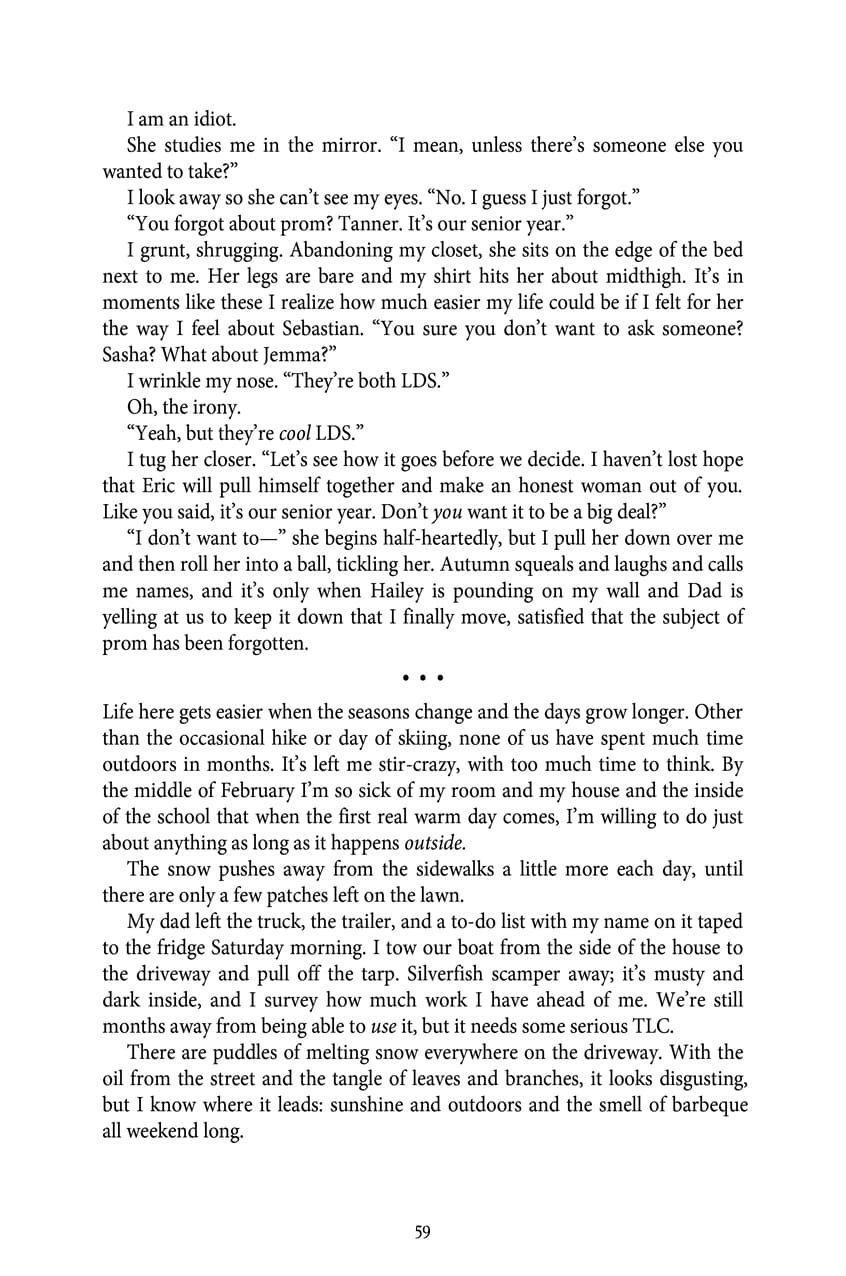 I am an idiot.
She studies me in the mirror. “I mean, unless there’s someone else you
wanted to take?”
I look away so she can’t see my eyes. “No. I guess I just forgot.”
“You forgot about prom? Tanner. It’s our senior year.”
I grunt, shrugging. Abandoning my closet, she sits on the edge of the bed
next to me. Her legs are bare and my shirt hits her about midthigh. It’s in
moments like these I realize how much easier my life could be if I felt for her
the way I feel about Sebastian. “You sure you don’t want to ask someone?
Sasha? What about Jemma?”
I wrinkle my nose. “They’re both LDS.”
Oh, the irony.
“Yeah, but they’re cool LDS.”
I tug her closer. “Let’s see how it goes before we decide. I haven’t lost hope
that Eric will pull himself together and make an honest woman out of you.
Like you said, it’s our senior year. Don’t you want it to be a big deal?”
“I don’t want to—” she begins half-heartedly, but I pull her down over me
and then roll her into a ball, tickling her. Autumn squeals and laughs and calls
me names, and it’s only when Hailey is pounding on my wall and Dad is
yelling at us to keep it down that I finally move, satisfied that the subject of
prom has been forgotten.
• • •
Life here gets easier when the seasons change and the days grow longer. Other
than the occasional hike or day of skiing, none of us have spent much time
outdoors in months. It’s left me stir-crazy, with too much time to think. By
the middle of February I’m so sick of my room and my house and the inside
of the school that when the first real warm day comes, I’m willing to do just
about anything as long as it happens outside.
The snow pushes away from the sidewalks a little more each day, until
there are only a few patches left on the lawn.
My dad left the truck, the trailer, and a to-do list with my name on it taped
to the fridge Saturday morning. I tow our boat from the side of the house to
the driveway and pull off the tarp. Silverfish scamper away; it’s musty and
dark inside, and I survey how much work I have ahead of me. We’re still
months away from being able to use it, but it needs some serious TLC.
There are puddles of melting snow everywhere on the driveway. With the
oil from the street and the tangle of leaves and branches, it looks disgusting,
but I know where it leads: sunshine and outdoors and the smell of barbeque
all weekend long.
59